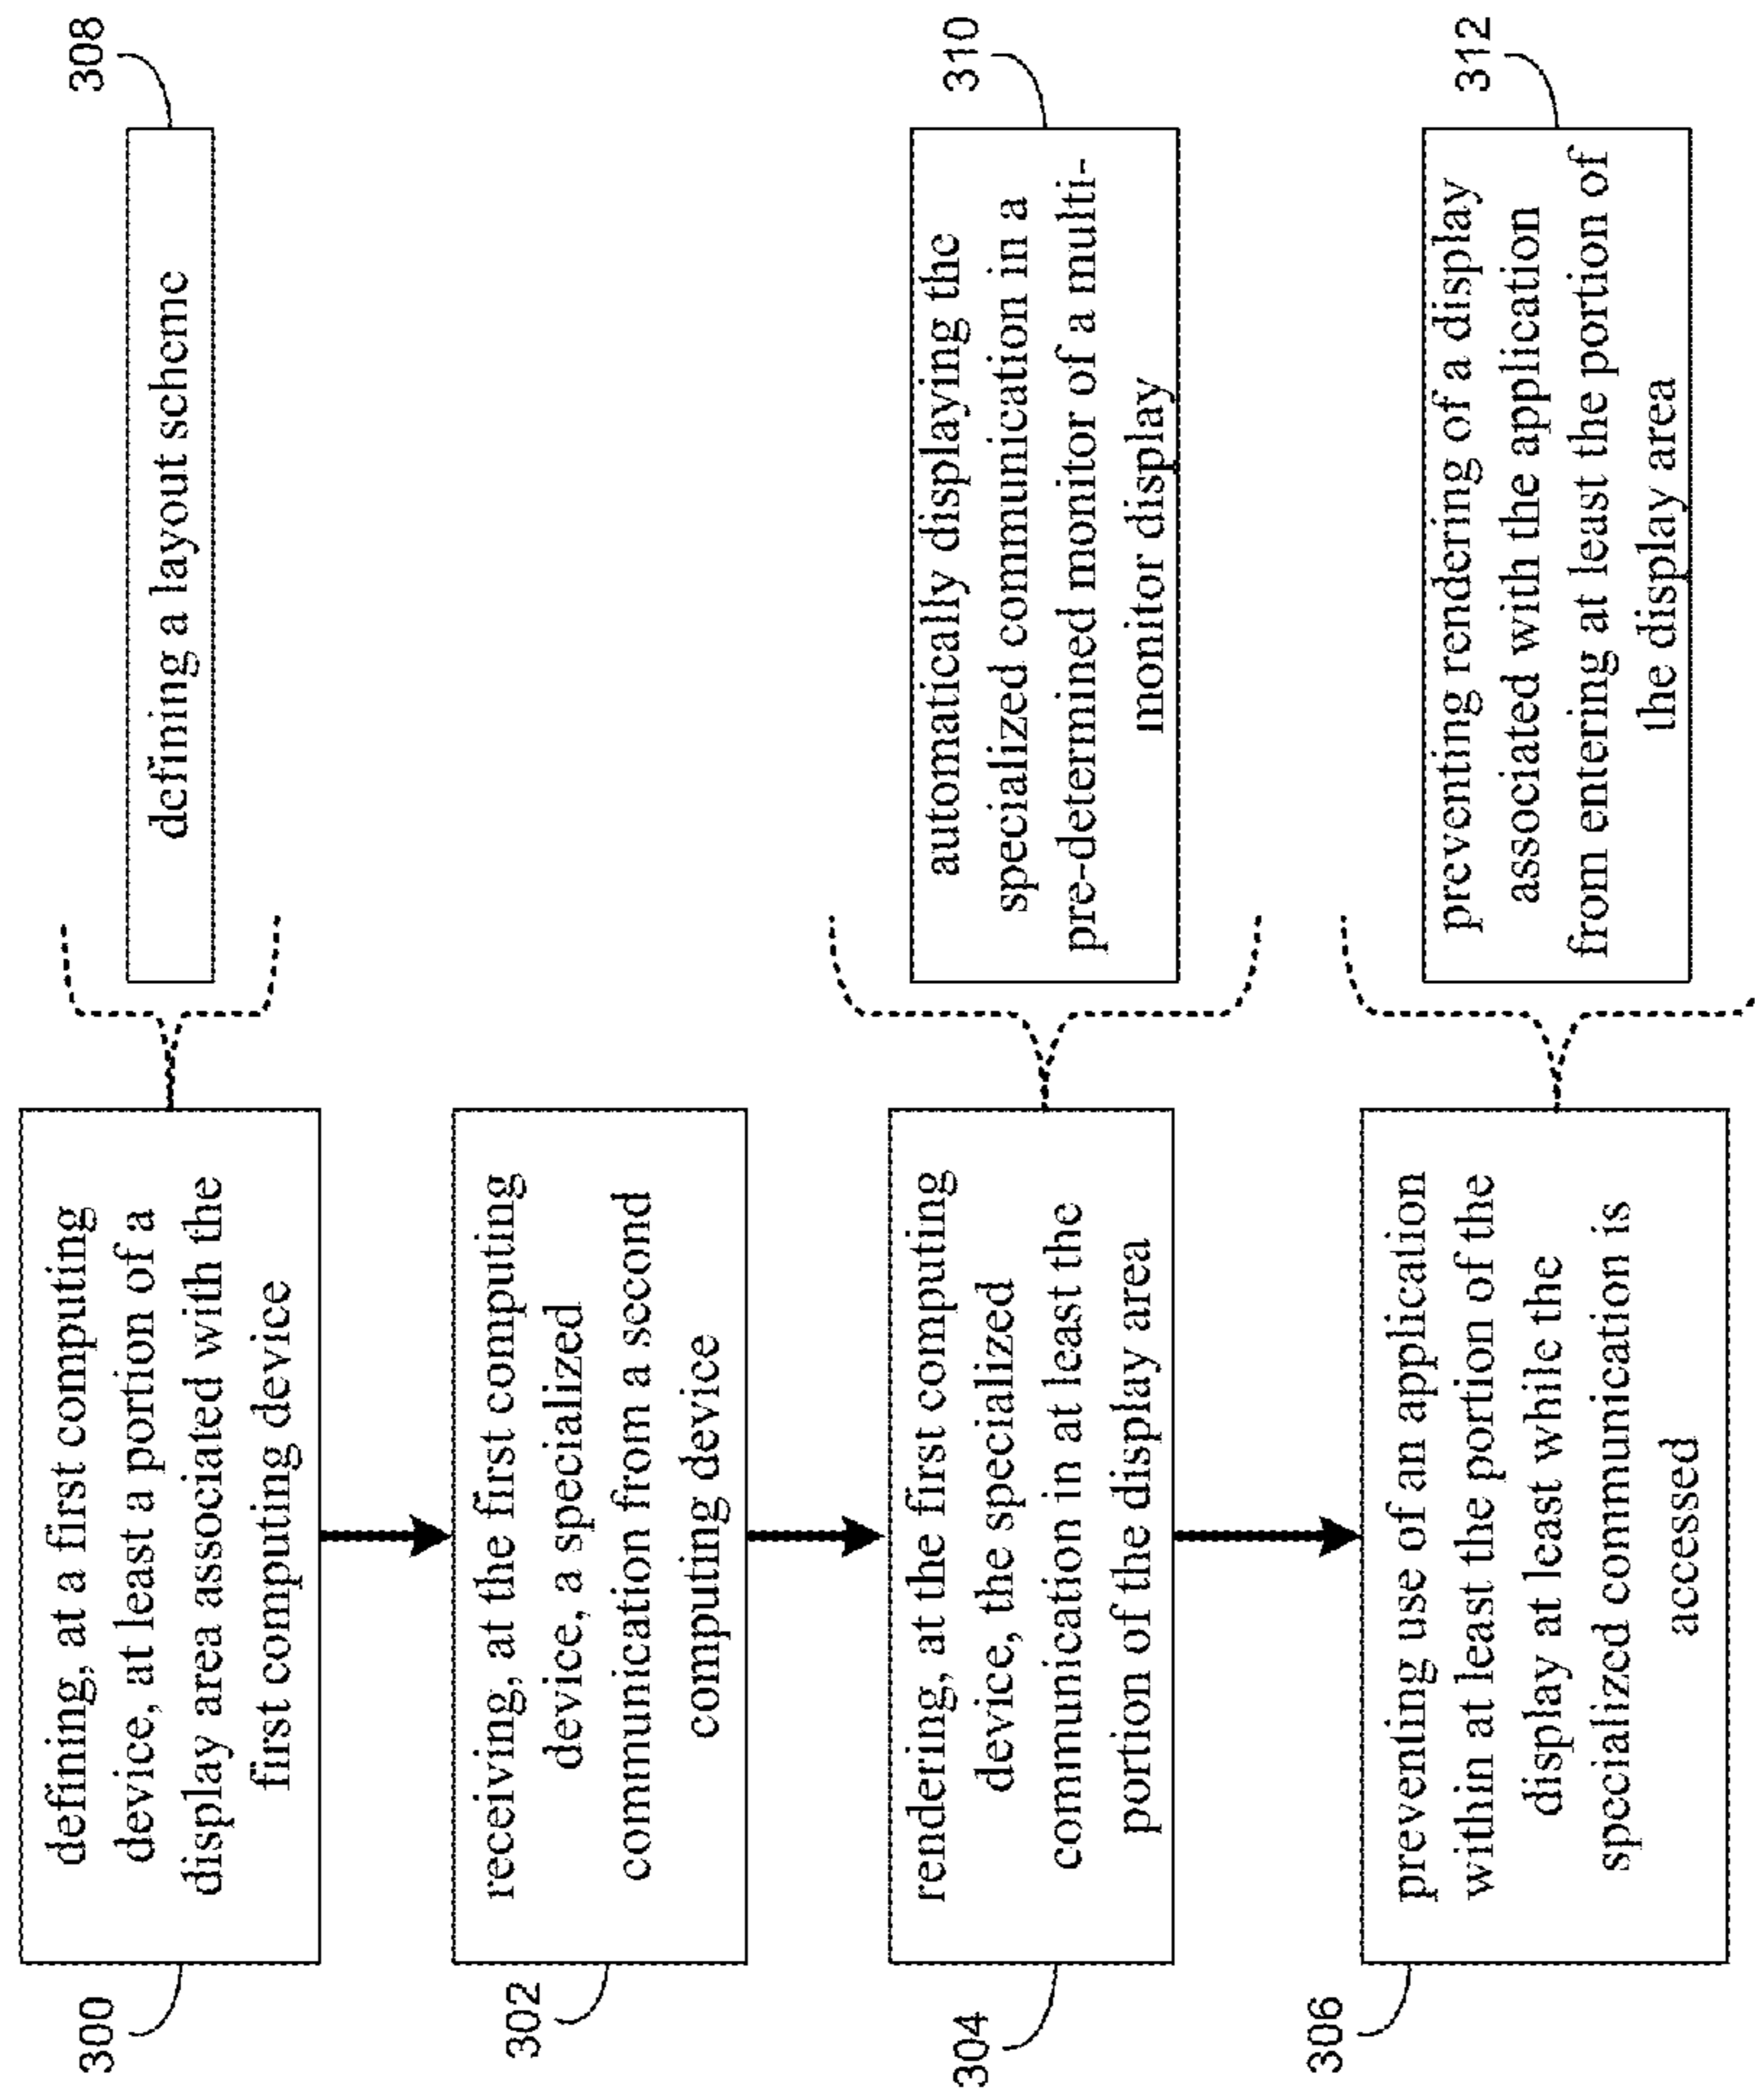 300
defining, at a first computing
device, at least a portion of a
display area associated with the
first computing device
308
defining a layout scheme
302
receiving, at the first computing
device, a specialized
communication from a second
computing device
304
rendering, at the first computing
device, the specialized
communication in at least the
portion of the display area
310
automatically displaying the
specialized communication in a
pre-determined monitor of a multi-
monitor display
306
preventing use of an application
within at least the portion of the
display at least while the
specialized communication is
accessed
312
preventing rendering of a display
associated with the application
from entering at least the portion of
the display area